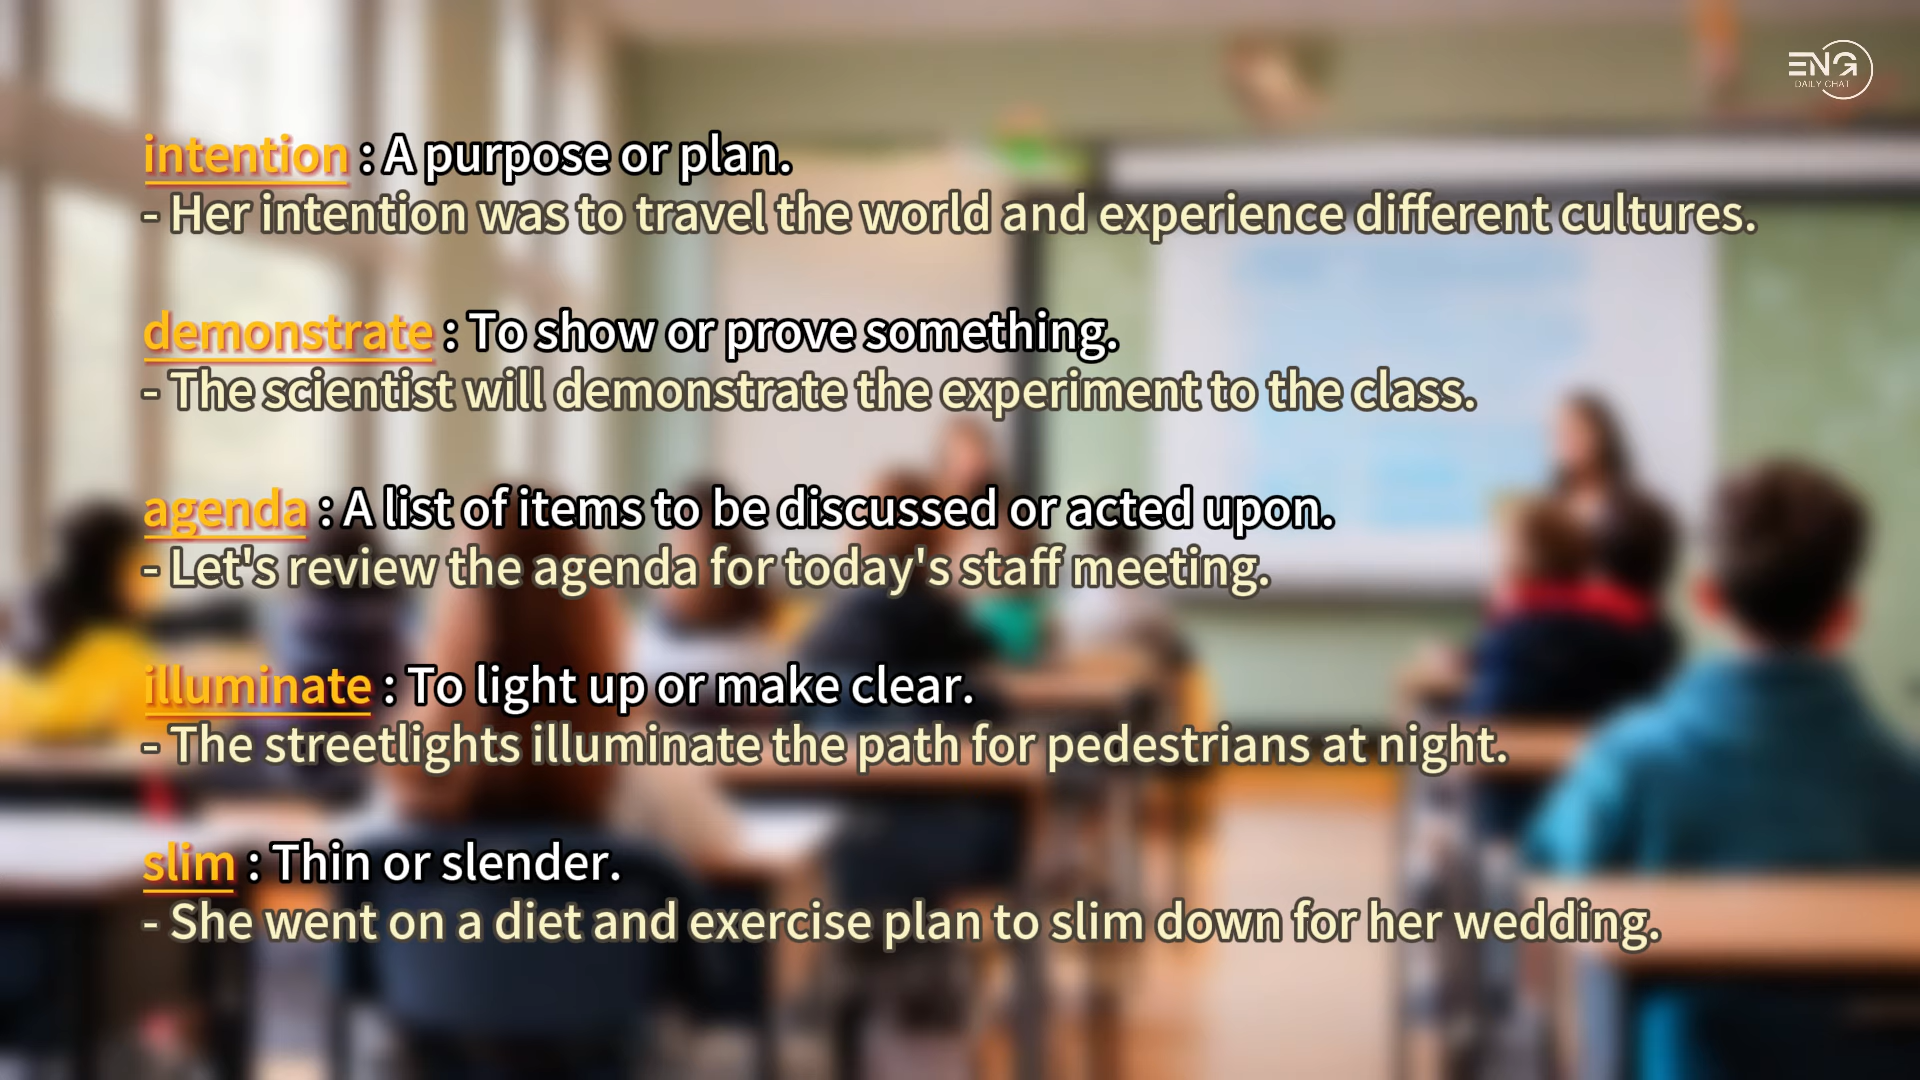 ENG
DAILY CHAT
intention : A purpose or plan.
- Her intention was to travel the world and experience different cultures.
demonstrate : To show or prove something.
- The scientist will demonstrate the experiment to the class.
agenda : A list of items to be discussed or acted upon.
- Let's review the agenda for today's staff meeting.
illuminate : To light up or make clear.
- The streetlights illuminate the path for pedestrians at night.
slim : Thin or slender.
- She went on a diet and exercise plan to slim down for her wedding.